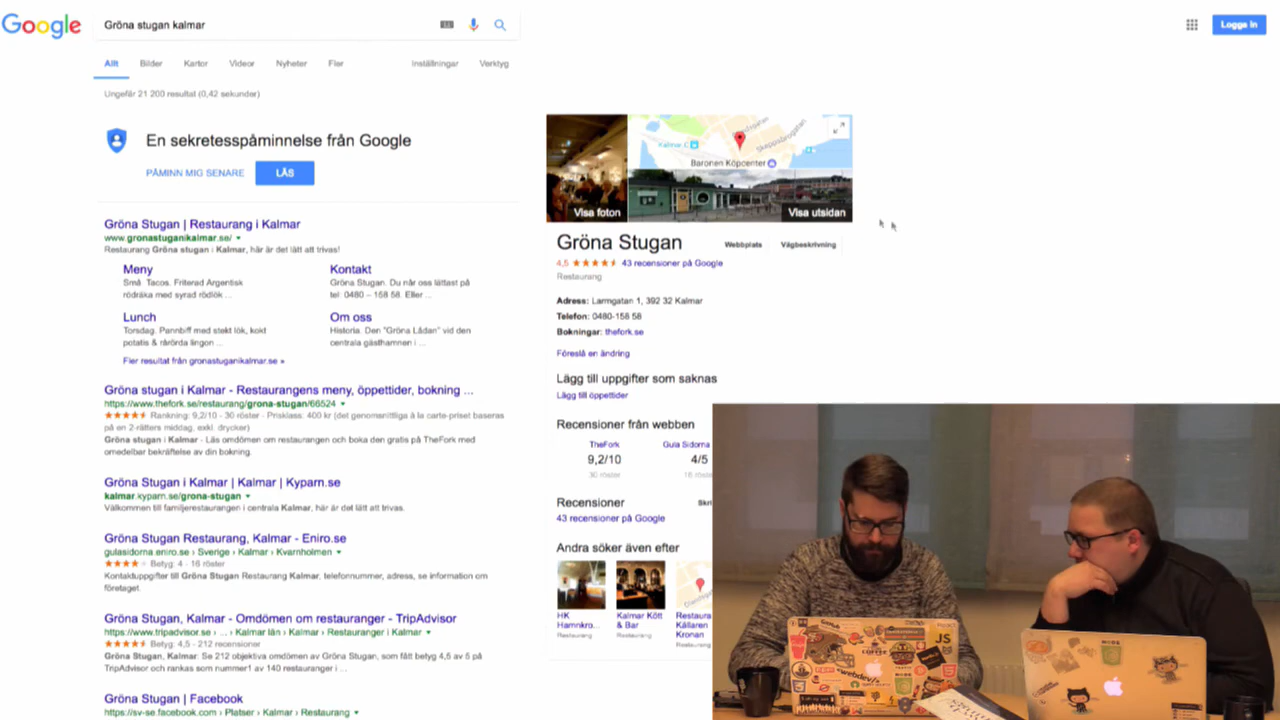 Google
Gröna stugan kalmar
Logga in
Allt Bilder Kartor Videor Nyheter Fler Inställningar Verktyg
Ungefär 21 200 resultat (0,42 sekunder)
En sekretesspåminnelse från Google
PÅMINN MIG SENARE LÄS
Gröna Stugan | Restaurang i Kalmar
www.gronastuganikalmar.se/
Restaurang Gröna stugan i Kalmar, här är det lätt att trivas!
Meny
Små Tacos. Friterad Argentisk
rödräka med syrad rödlök ...
Kontakt
Gröna Stugan. Du når oss lättast på
tel: 0480 – 158 58. Eller ...
Lunch
Torsdag. Pannbiff med stekt lök, kokt
potatis & rårörda lingon ...
Om oss
Historia. Den "Gröna Lådan" vid den
centrala gästhamnen i ...
Fler resultat från gronastuganikalmar.se »
Gröna stugan i Kalmar - Restaurangens meny, öppettider, bokning ...
https://www.thefork.se/restaurang/grona-stugan/66524
Rankning: 9,2/10 - 30 röster - Prisklass: 400 kr (det genomsnittliga à la carte-priset baseras
på en 2-rätters middag, exkl. drycker)
Gröna stugan i Kalmar - Läs omdömen om restaurangen och boka den gratis på TheFork med
omedelbar bekräftelse av din bokning.
Gröna Stugan i Kalmar | Kalmar | Kyparn.se
kalmar.kyparn.se/grona-stugan
Välkommen till familjerestaurangen i centrala Kalmar, här är det lätt att trivas.
Gröna Stugan Restaurang, Kalmar - Eniro.se
gulasidorna.eniro.se › Sverige › Kalmar › Kvarnholmen
Betyg: 4 - 16 röster
Kontaktuppgifter till Gröna Stugan Restaurang Kalmar, telefonnummer, adress, se information om
företaget.
Gröna Stugan, Kalmar - Omdömen om restauranger - TripAdvisor
https://www.tripadvisor.se › ... › Kalmar län › Kalmar › Restauranger i Kalmar
Betyg: 4,5 - 212 recensioner
Gröna Stugan, Kalmar: Se 212 objektiva omdömen av Gröna Stugan, som fått betyg 4,5 av 5 på
TripAdvisor och rankas som nummer1 av 140 restauranger i ...
Gröna Stugan | Facebook
https://sv-se.facebook.com › Platser › Kalmar › Restaurang
Kalmar C
Skeppsbrogatan
Baronen Köpcenter
Visa foton
Visa utsidan
Gröna Stugan
Webbplats Vägbeskrivning
4,5 43 recensioner på Google
Restaurang
Adress: Larmgatan 1, 392 32 Kalmar
Telefon: 0480-158 58
Bokningar: thefork.se
Föreslå en ändring
Lägg till uppgifter som saknas
Lägg till öppettider
Recensioner från webben
TheFork Gula Sidorna
9,2/10 4/5
30 röster
Recensioner
43 recensioner på Google
Andra söker även efter
HK
Hamnkro...
Restaurang
Kalmar Kött
& Bar
Restaurang
Källaren
Kronan
JS
webdev/>